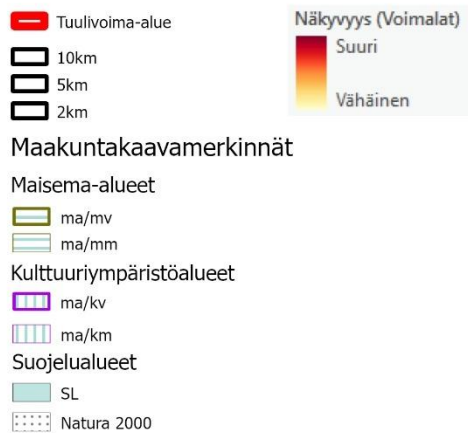 Tuulivoima-alue
10km
5km
2km
Näkyvyys (Voimalat)
Suuri
Vähäinen
Maakuntakaavamerkinnät
Maisema-alueet
ma/mv
ma/mm
Kulttuuriympäristöalueet
ma/kv
ma/km
Suojelualueet
SL
Natura 2000